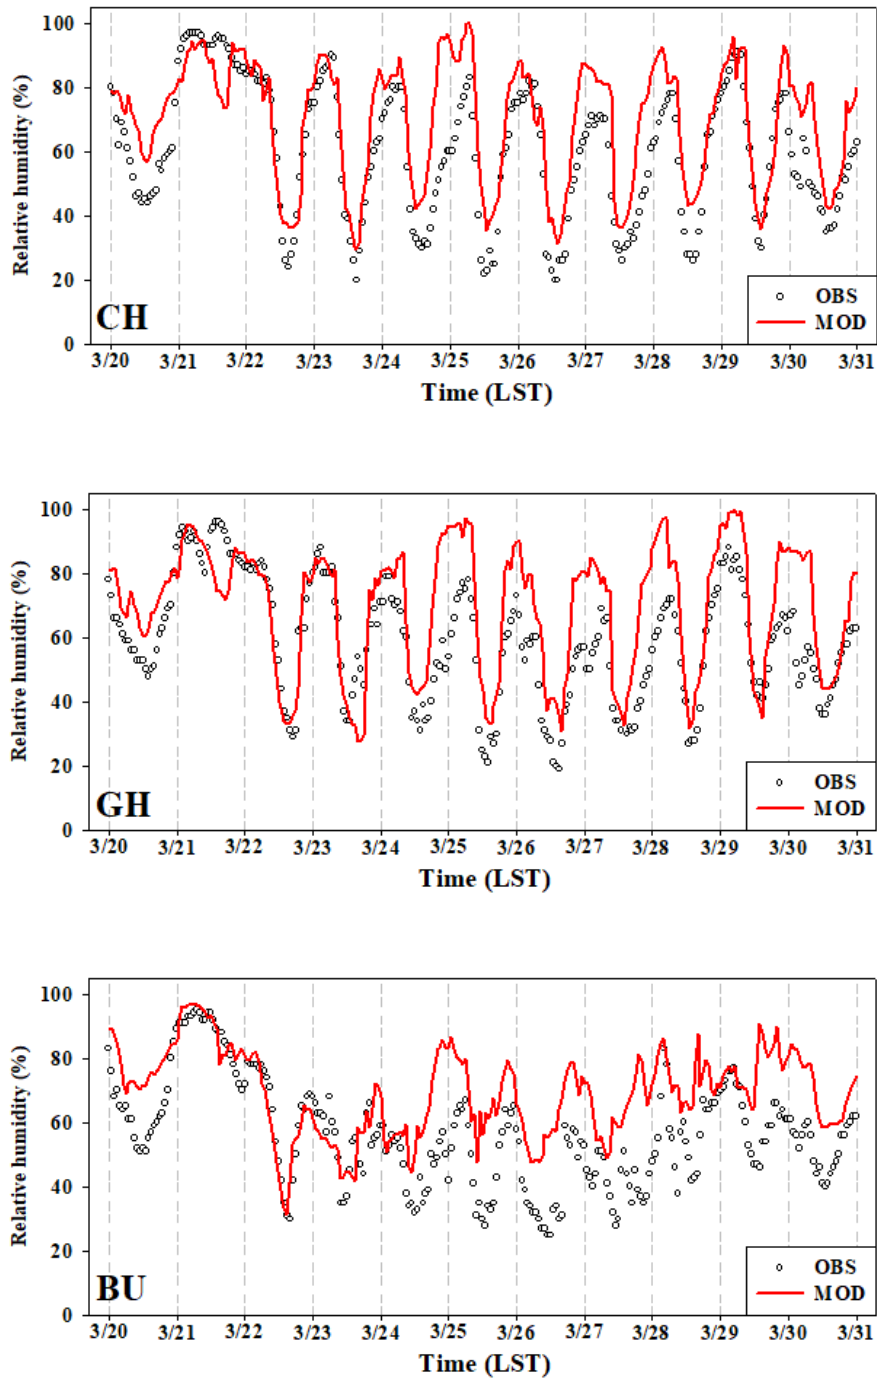 100
80
60
40
20
0
Relative humidity (%)
CH
OBS
MOD
3/20 3/21 3/22 3/23 3/24 3/25 3/26 3/27 3/28 3/29 3/30 3/31
Time (LST)
100
80
60
40
20
0
Relative humidity (%)
GH
OBS
MOD
3/20 3/21 3/22 3/23 3/24 3/25 3/26 3/27 3/28 3/29 3/30 3/31
Time (LST)
100
80
60
40
20
0
Relative humidity (%)
BU
OBS
MOD
3/20 3/21 3/22 3/23 3/24 3/25 3/26 3/27 3/28 3/29 3/30 3/31
Time (LST)